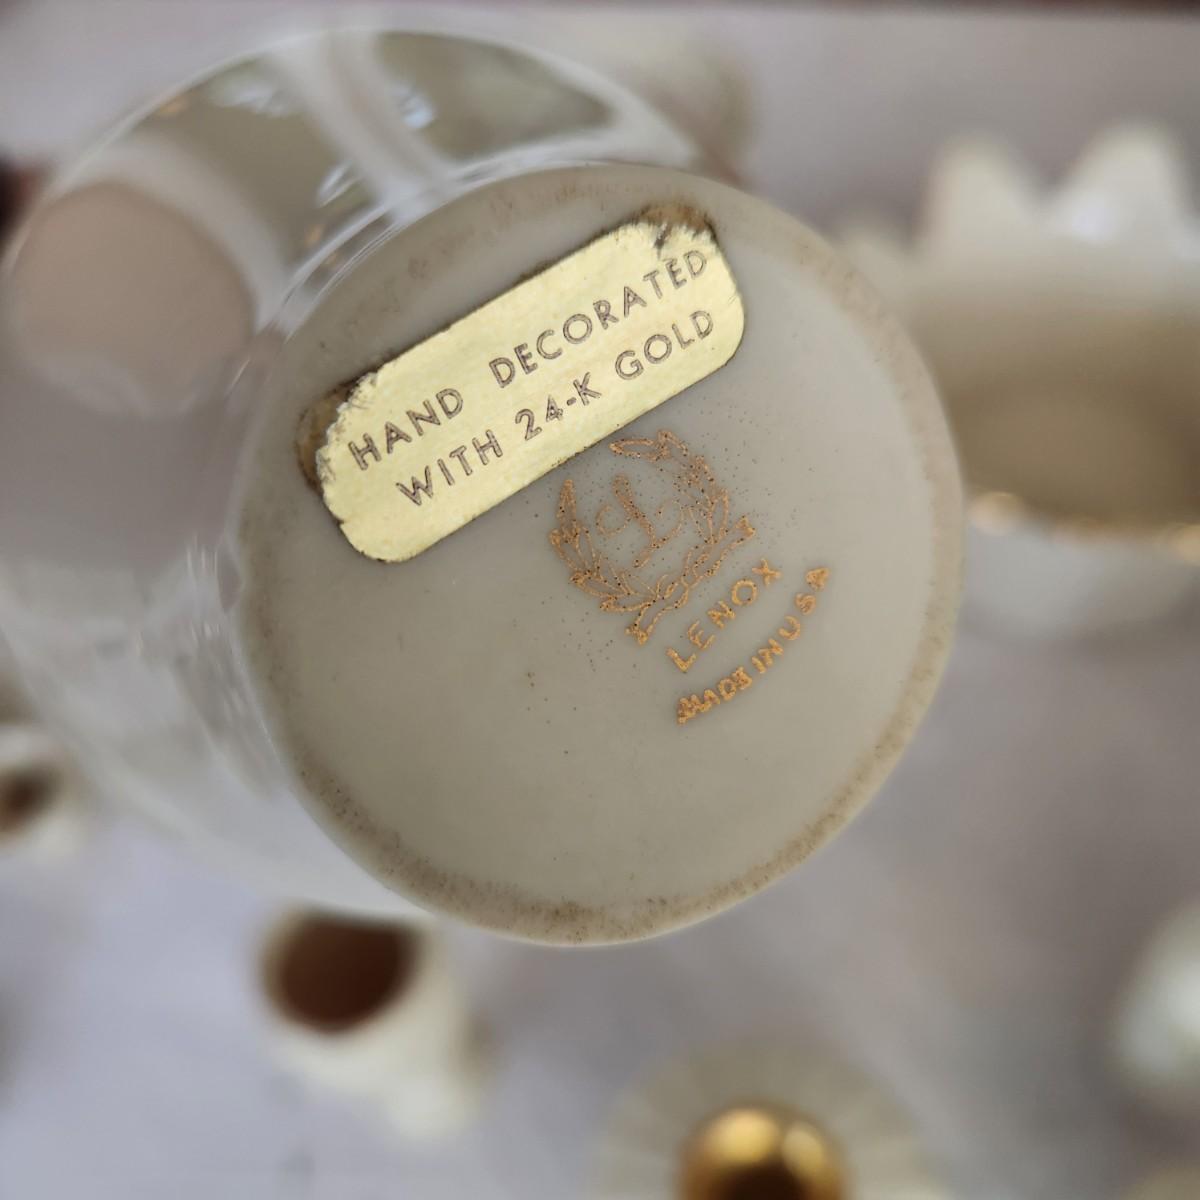 HAND DECORATED
WITH 24-K GOLD
L
LENOX
MADE IN USA